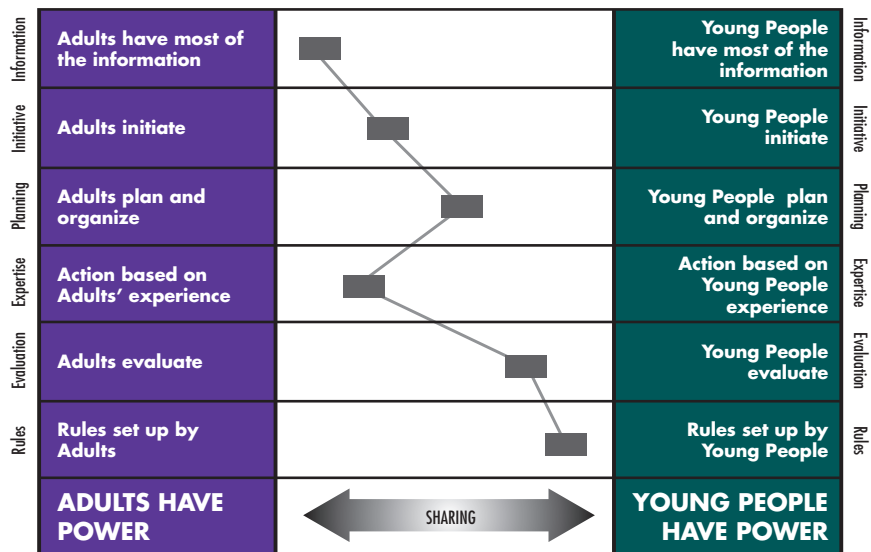 Information
Adults have most of
the information
Young People
have most of the
information
Information
Initiative
Adults initiate
Young People
initiate
Initiative
Planning
Adults plan and
organize
Young People plan
and organize
Planning
Expertise
Action based on
Adults’ experience
Action based on
Young People
experience
Expertise
Evaluation
Adults evaluate
Young People
evaluate
Evaluation
Rules
Rules set up by
Adults
Rules set up by
Young People
Rules
ADULTS HAVE
POWER
SHARING
YOUNG PEOPLE
HAVE POWER